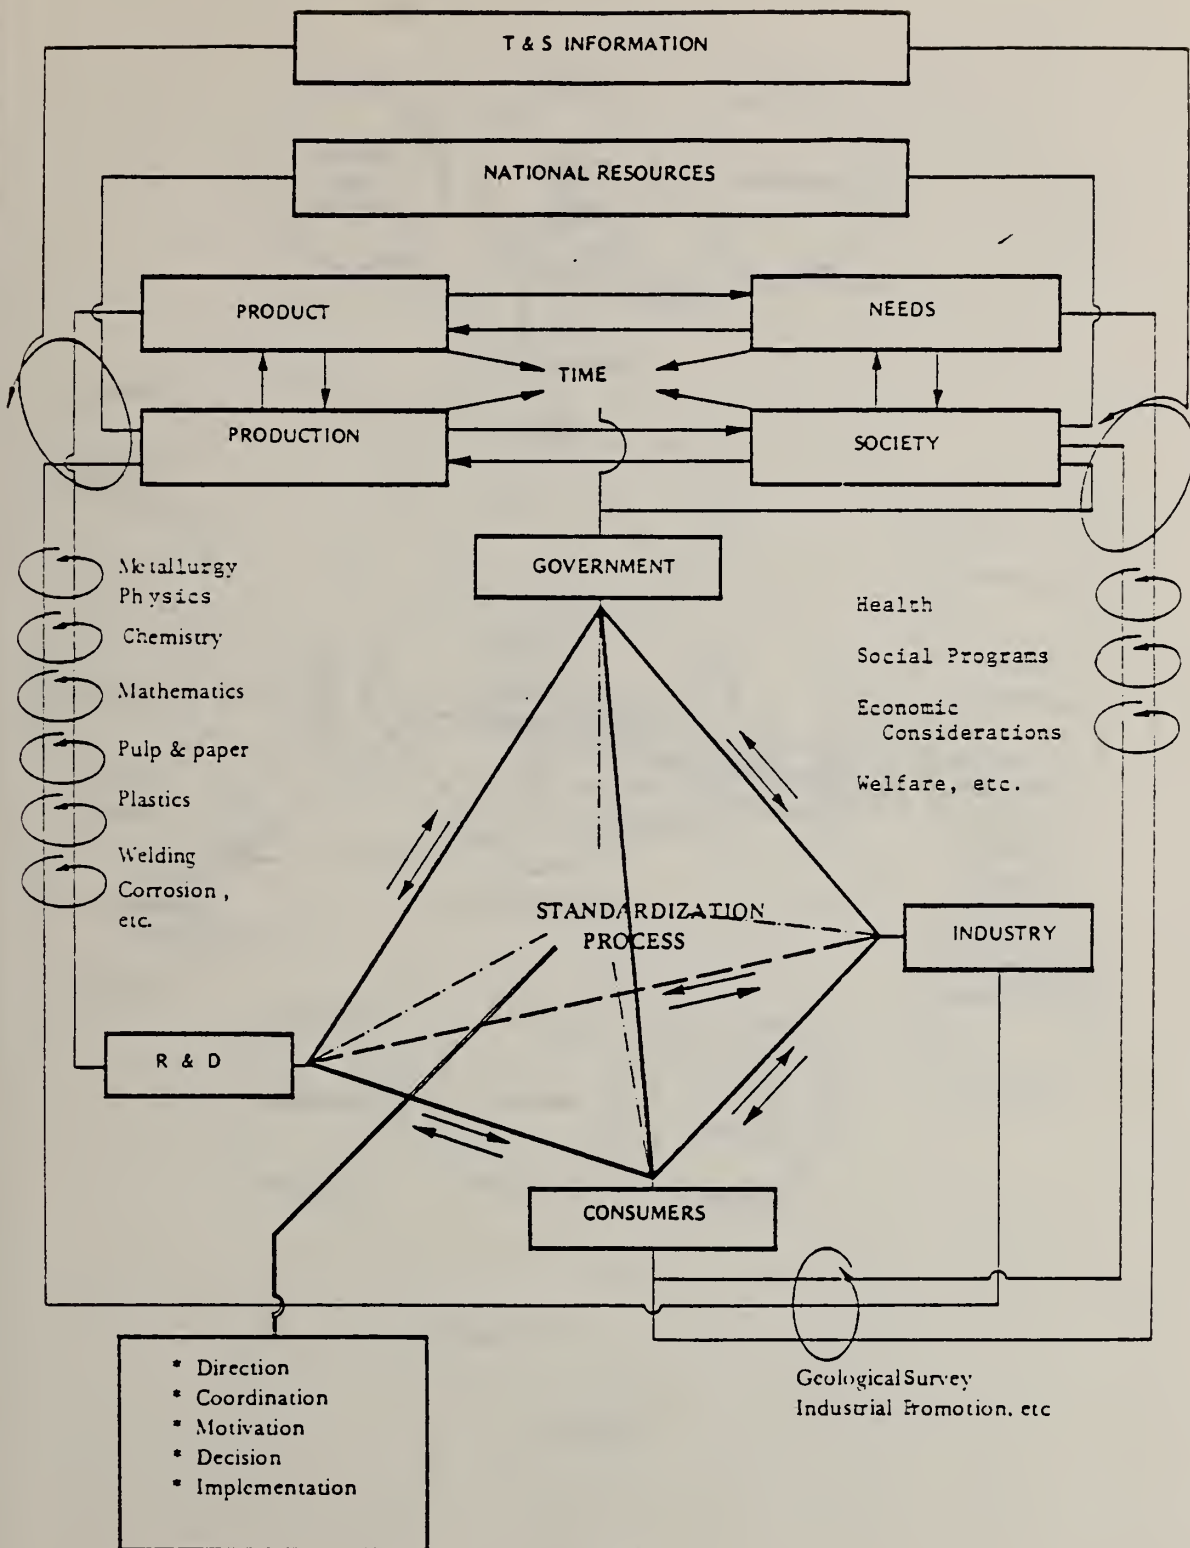 T & S INFORMATION
NATIONAL RESOURCES
PRODUCT
NEEDS
TIME
PRODUCTION
SOCIETY
GOVERNMENT
Metallurgy
Physics
Chemistry
Mathematics
Pulp & paper
Plastics
Welding
Corrosion,
etc.
Health
Social Programs
Economic
Considerations
Welfare, etc.
STANDARDIZATION
PROCESS
INDUSTRY
R & D
CONSUMERS
Geological Survey
Industrial Promotion, etc
* Direction
* Coordination
* Motivation
* Decision
* Implementation